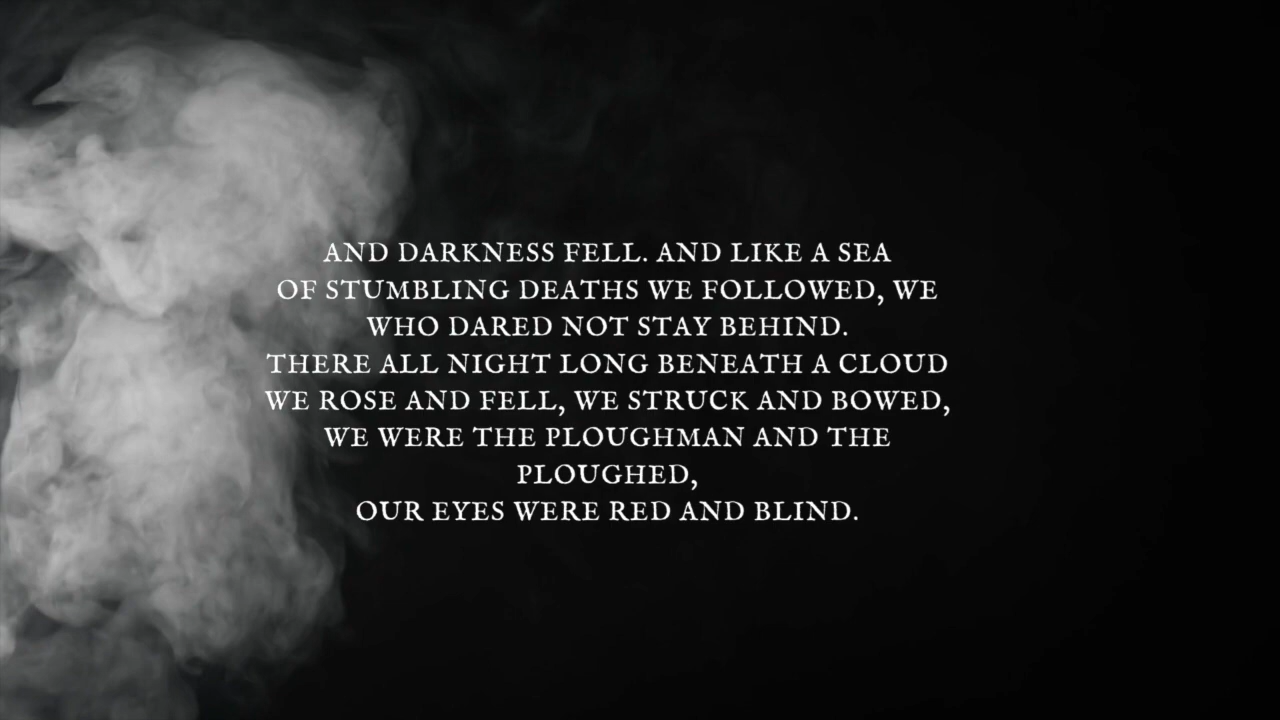 AND DARKNESS FELL. AND LIKE A SEA
OF STUMBLING DEATHS WE FOLLOWED, WE
WHO DARED NOT STAY BEHIND.
THERE ALL NIGHT LONG BENEATH A CLOUD
WE ROSE AND FELL, WE STRUCK AND BOWED,
WE WERE THE PLOUGHMAN AND THE
PLOUGHED,
OUR EYES WERE RED AND BLIND.